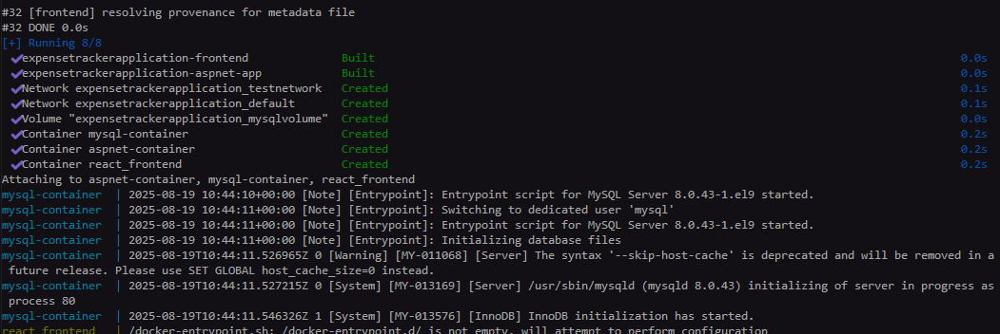 #32 [frontend] resolving provenance for metadata file
#32 DONE 0.0s
[+] Running 8/8
✔expensetrackerapplication-frontend Built 0.0s
✔expensetrackerapplication-aspnet-app Built 0.0s
✔Network expensetrackerapplication_testnetwork Created 0.1s
✔Network expensetrackerapplication_default Created 0.1s
✔Volume "expensetrackerapplication_mysqlvolume" Created 0.0s
✔Container mysql-container Created 0.2s
✔Container aspnet-container Created 0.2s
✔Container react_frontend Created 0.2s
Attaching to aspnet-container, mysql-container, react_frontend
mysql-container | 2025-08-19 10:44:10+00:00 [Note] [Entrypoint]: Entrypoint script for MySQL Server 8.0.43-1.el9 started.
mysql-container | 2025-08-19 10:44:11+00:00 [Note] [Entrypoint]: Switching to dedicated user 'mysql'
mysql-container | 2025-08-19 10:44:11+00:00 [Note] [Entrypoint]: Entrypoint script for MySQL Server 8.0.43-1.el9 started.
mysql-container | 2025-08-19 10:44:11+00:00 [Note] [Entrypoint]: Initializing database files
mysql-container | 2025-08-19T10:44:11.526965Z 0 [Warning] [MY-011068] [Server] The syntax '--skip-host-cache' is deprecated and will be removed in a
future release. Please use SET GLOBAL host_cache_size=0 instead.
mysql-container | 2025-08-19T10:44:11.527215Z 0 [System] [MY-013169] [Server] /usr/sbin/mysqld (mysqld 8.0.43) initializing of server in progress as
process 80
mysql-container | 2025-08-19T10:44:11.546326Z 1 [System] [MY-013576] [InnoDB] InnoDB initialization has started.
react_frontend | /docker-entrypoint.sh: /docker-entrypoint.d/ is not empty, will attempt to perform configuration